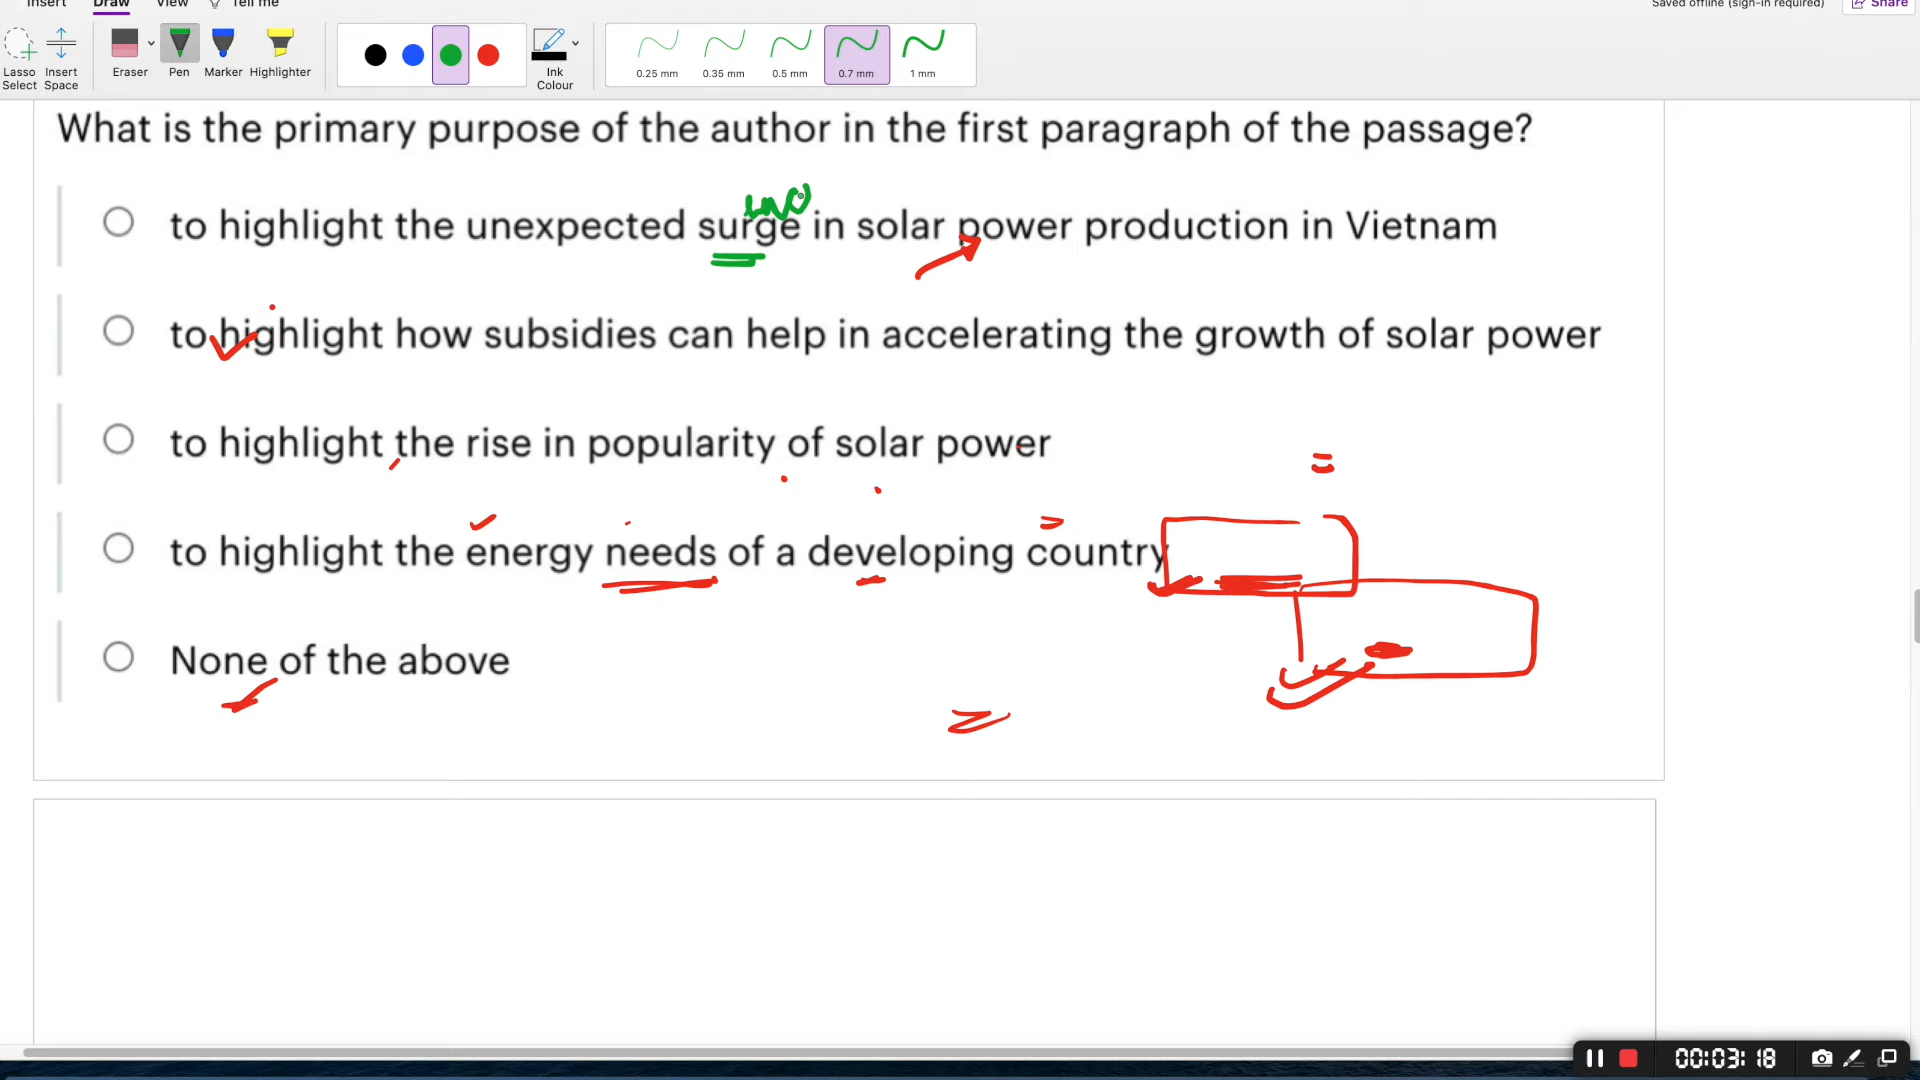 Insert Draw View Tell me Saved offline (sign-in required) Share
Lasso Select Insert Space Eraser Pen Marker Highlighter Ink Colour 0.25 mm 0.35 mm 0.5 mm 0.7 mm 1 mm
What is the primary purpose of the author in the first paragraph of the passage?
to highlight the unexpected surge in solar power production in Vietnam
to highlight how subsidies can help in accelerating the growth of solar power
to highlight the rise in popularity of solar power
to highlight the energy needs of a developing country
None of the above
00:03:18